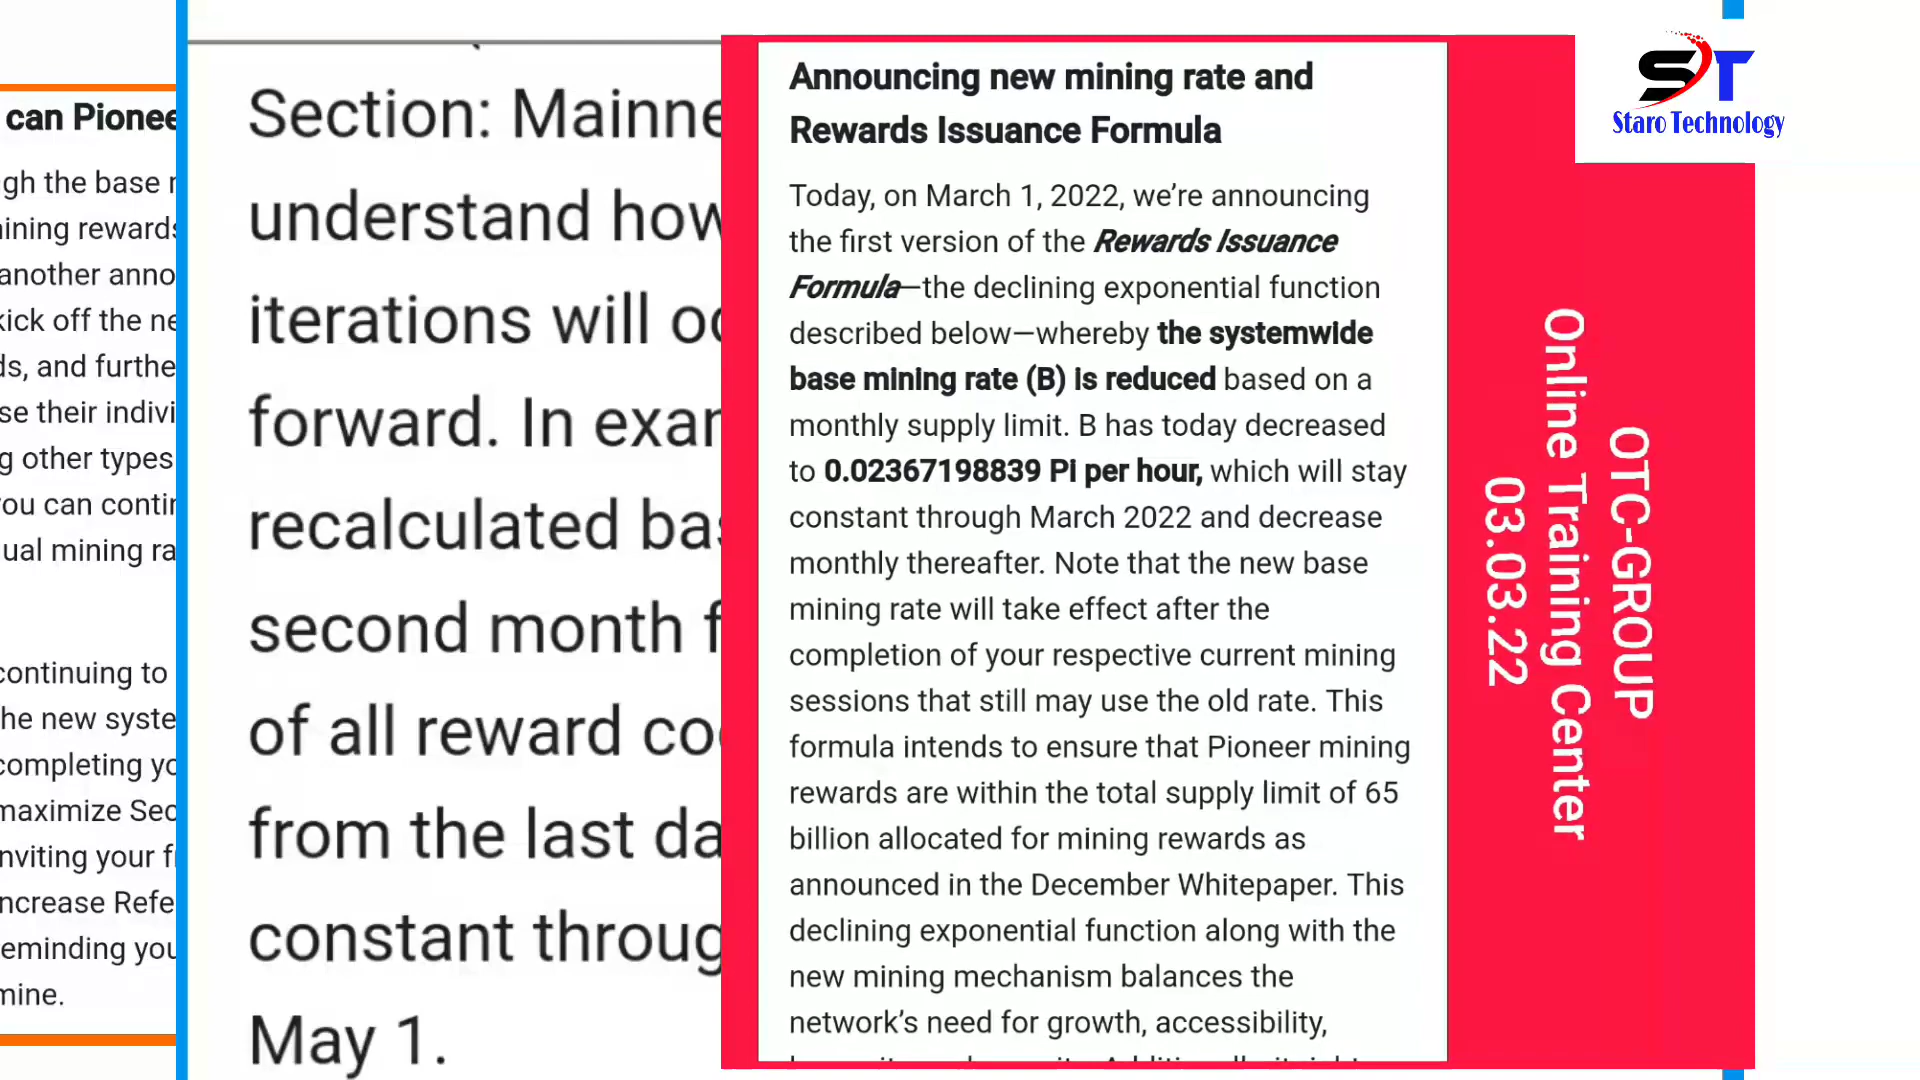 can Pionee
gh the base
ining rewards
another anno
kick off the ne
ds, and furthe
se their indivi
g other types
you can contin
ual mining ra
continuing to
he new syste
completing yo
maximize Sec
nviting your f
ncrease Refe
eminding you
mine.
Section: Mainne
understand how
iterations will oc
forward. In exam
recalculated bas
second month f
of all reward co
from the last da
constant throug
May 1.
Announcing new mining rate and
Rewards Issuance Formula
Today, on March 1, 2022, we’re announcing
the first version of the Rewards Issuance
Formula—the declining exponential function
described below—whereby the systemwide
base mining rate (B) is reduced based on a
monthly supply limit. B has today decreased
to 0.02367198839 Pi per hour, which will stay
constant through March 2022 and decrease
monthly thereafter. Note that the new base
mining rate will take effect after the
completion of your respective current mining
sessions that still may use the old rate. This
formula intends to ensure that Pioneer mining
rewards are within the total supply limit of 65
billion allocated for mining rewards as
announced in the December Whitepaper. This
declining exponential function along with the
new mining mechanism balances the
network’s need for growth, accessibility,
OTC-GROUP
Online Training Center
03.03.22
ST
Staro Technology